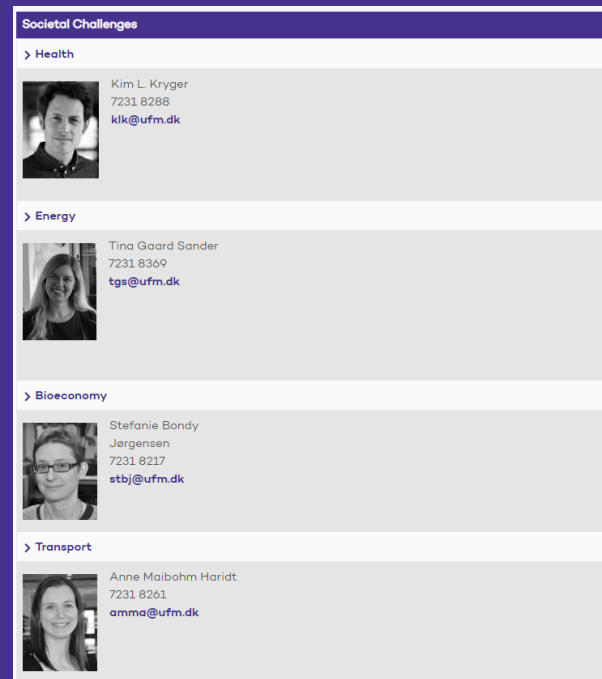 Societal Challenges
Health
Kim L. Kryger
7231 8288
klk@ufm.dk
Energy
Tina Gaard Sander
7231 8369
tgs@ufm.dk
Bioeconomy
Stefanie Bondy
Jørgensen
7231 8217
stbj@ufm.dk
Transport
Anne Maibohm Haridt
7231 8261
amma@ufm.dk